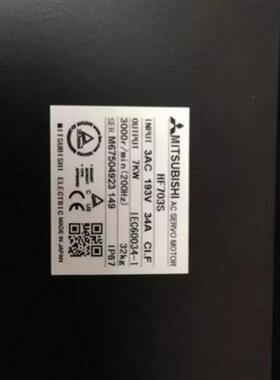 MITSUBISHI AC SERVO MOTOR
HF703S
INPUT 3AC 193V 34A Cl.F
OUTPUT 7KW IEC60034-1
3000r/min(200Hz) 32kg
SER.M67504923 149 IP67
MITSUBISHI ELECTRIC MADE IN JAPAN